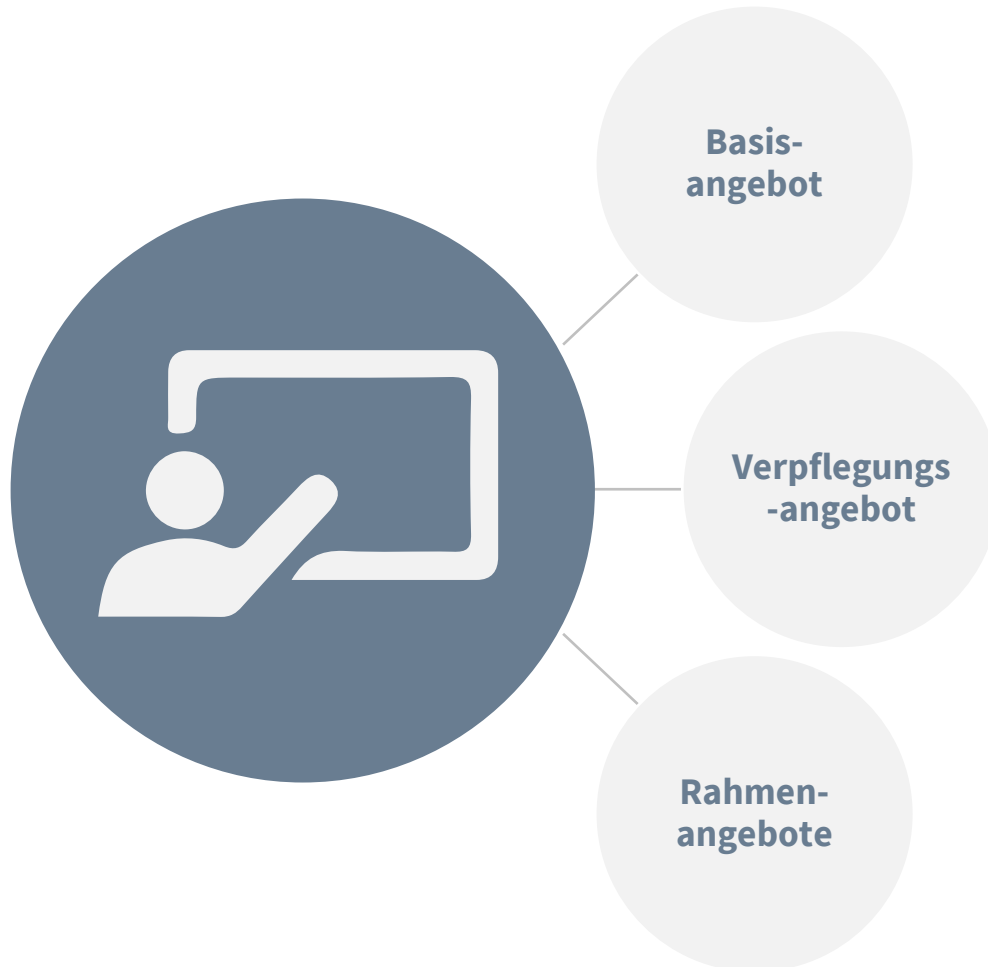 Basis-
angebot
Verpflegungs
-angebot
Rahmen-
angebote